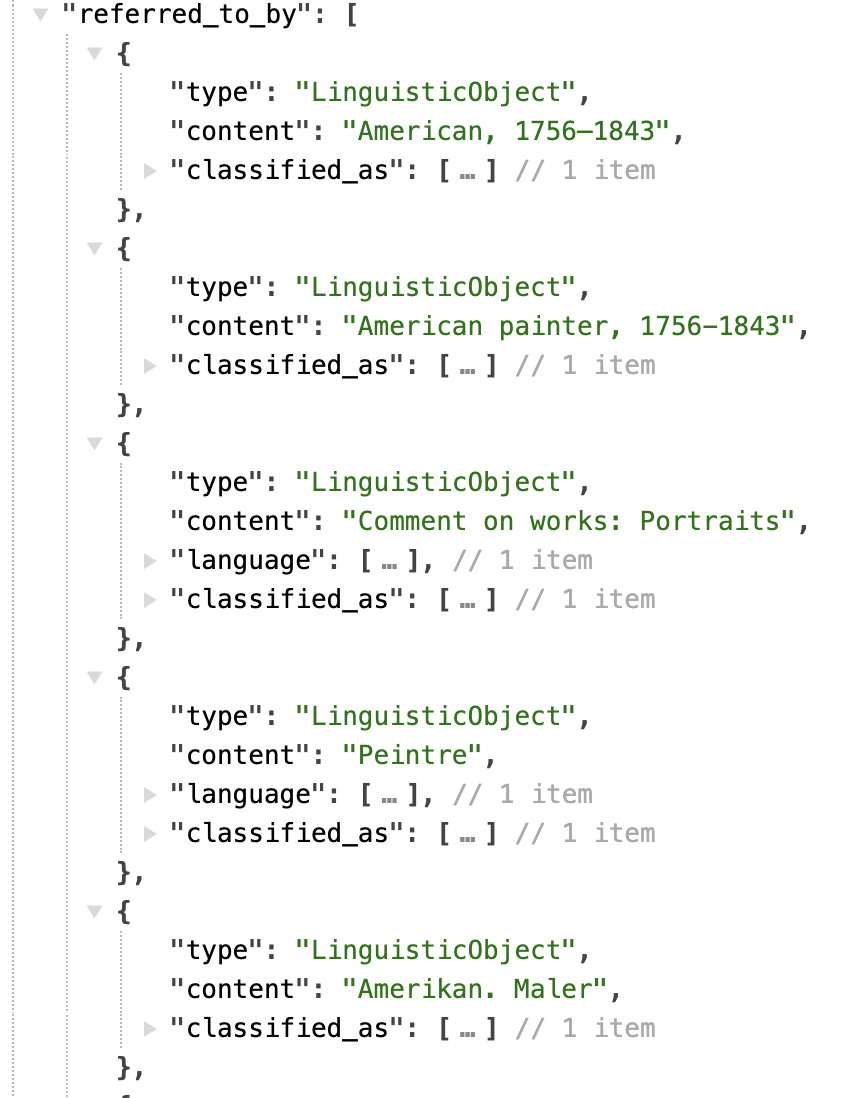 "referred_to_by": [
{
"type": "LinguisticObject",
"content": "American, 1756–1843",
"classified_as": [ … ] // 1 item
},
{
"type": "LinguisticObject",
"content": "American painter, 1756-1843",
"classified_as": [ … ] // 1 item
},
{
"type": "LinguisticObject",
"content": "Comment on works: Portraits",
"language": [ … ], // 1 item
"classified_as": [ … ] // 1 item
},
{
"type": "LinguisticObject",
"content": "Peintre",
"language": [ … ], // 1 item
"classified_as": [ … ] // 1 item
},
{
"type": "LinguisticObject",
"content": "Amerikan. Maler",
"classified_as": [ … ] // 1 item
},